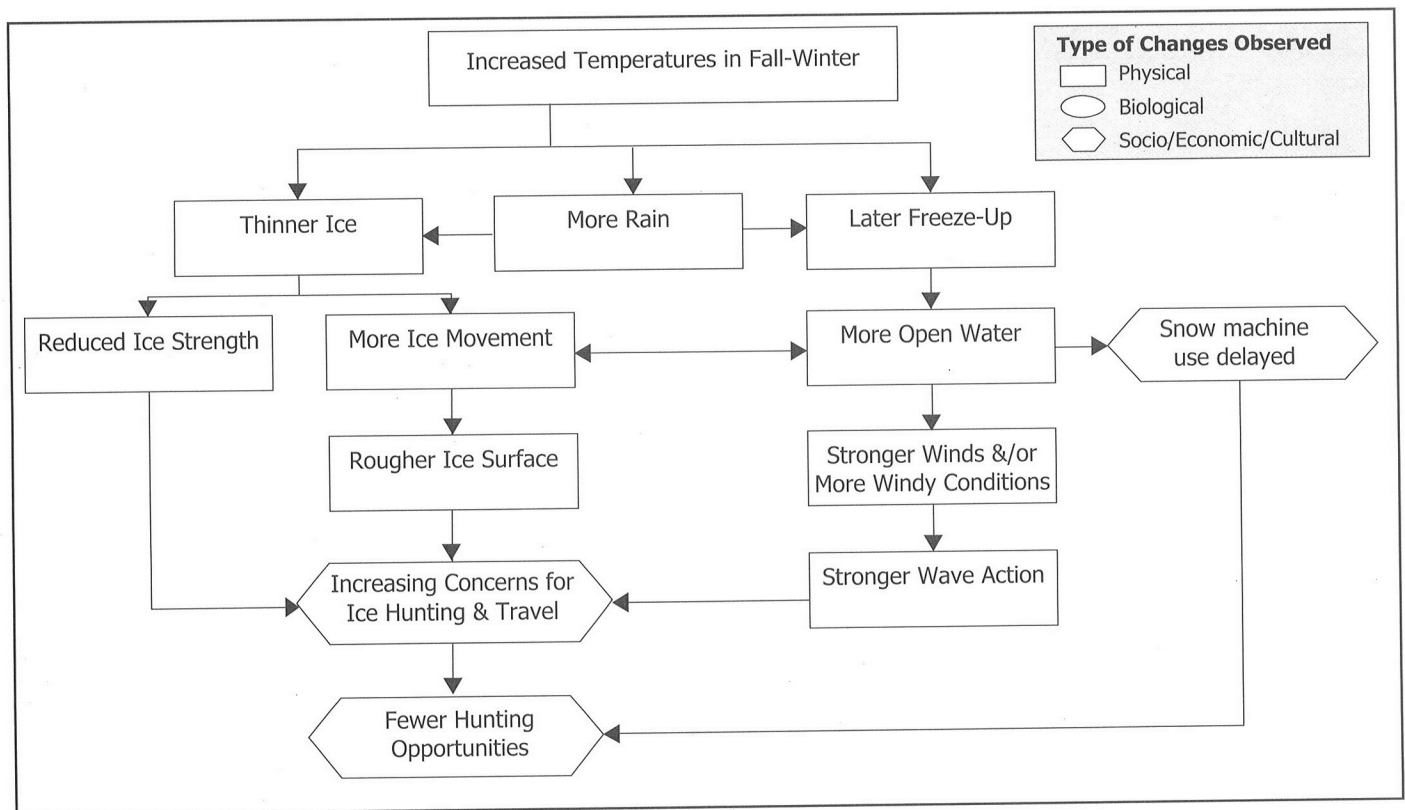 Increased Temperatures in Fall-Winter
Type of Changes Observed
Physical
Biological
Socio/Economic/Cultural
Thinner Ice
More Rain
Later Freeze-Up
Reduced Ice Strength
More Ice Movement
More Open Water
Snow machine
use delayed
Rougher Ice Surface
Stronger Winds &/or
More Windy Conditions
Increasing Concerns for
Ice Hunting & Travel
Stronger Wave Action
Fewer Hunting
Opportunities